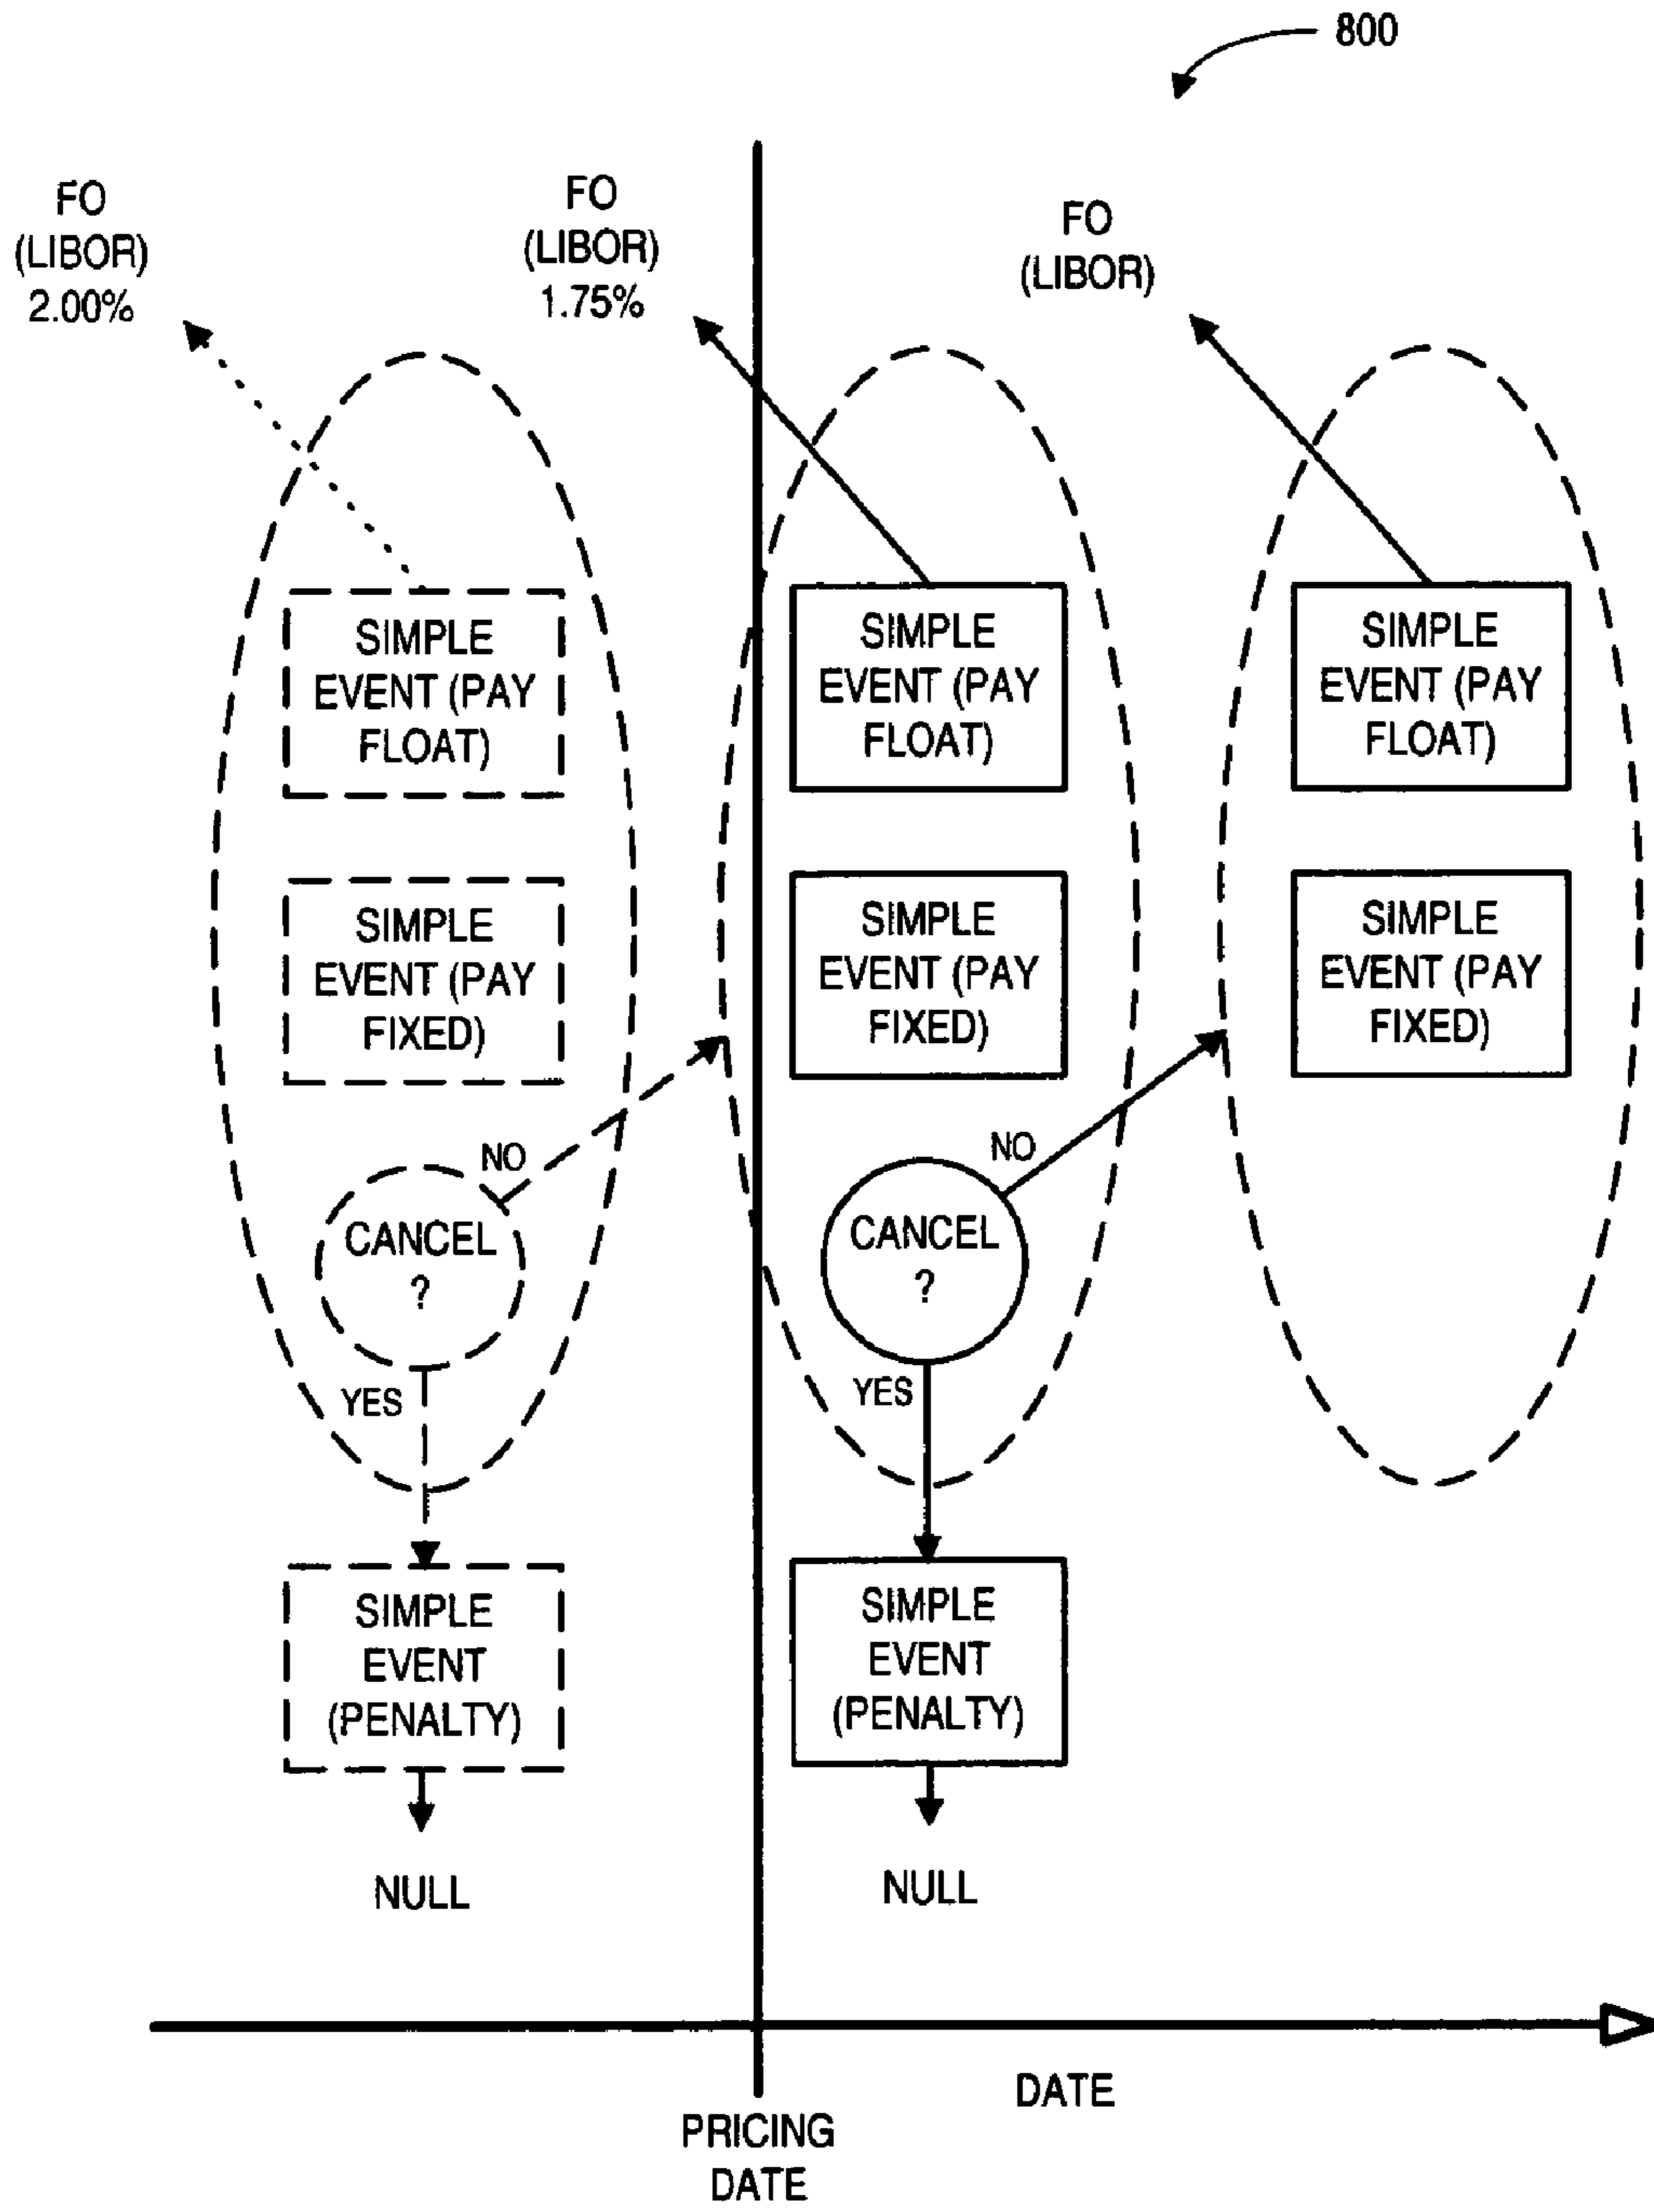 800
FO
(LIBOR)
2.00%
FO
(LIBOR)
1.75%
FO
(LIBOR)
SIMPLE
EVENT (PAY
FLOAT)
SIMPLE
EVENT (PAY
FLOAT)
SIMPLE
EVENT (PAY
FLOAT)
SIMPLE
EVENT (PAY
FIXED)
SIMPLE
EVENT (PAY
FIXED)
SIMPLE
EVENT (PAY
FIXED)
NO
CANCEL
?
YES
NO
CANCEL
?
YES
SIMPLE
EVENT
(PENALTY)
SIMPLE
EVENT
(PENALTY)
NULL
NULL
DATE
PRICING
DATE